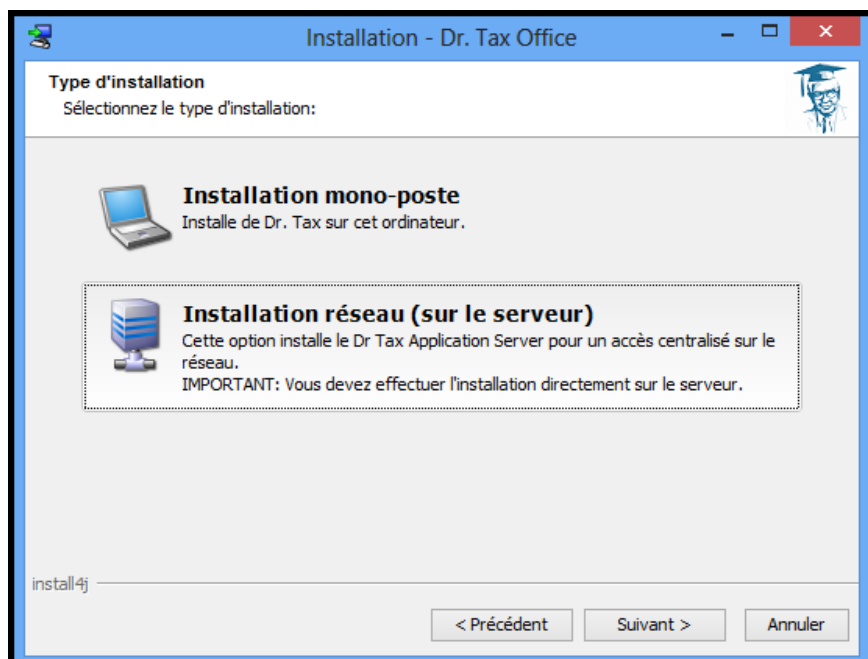 Installation - Dr. Tax Office
Type d'installation
Sélectionnez le type d'installation:
Installation mono-poste
Installe de Dr. Tax sur cet ordinateur.
Installation réseau (sur le serveur)
Cette option installe le Dr Tax Application Server pour un accès centralisé sur le
réseau.
IMPORTANT: Vous devez effectuer l'installation directement sur le serveur.
install4j
< Précédent
Suivant >
Annuler